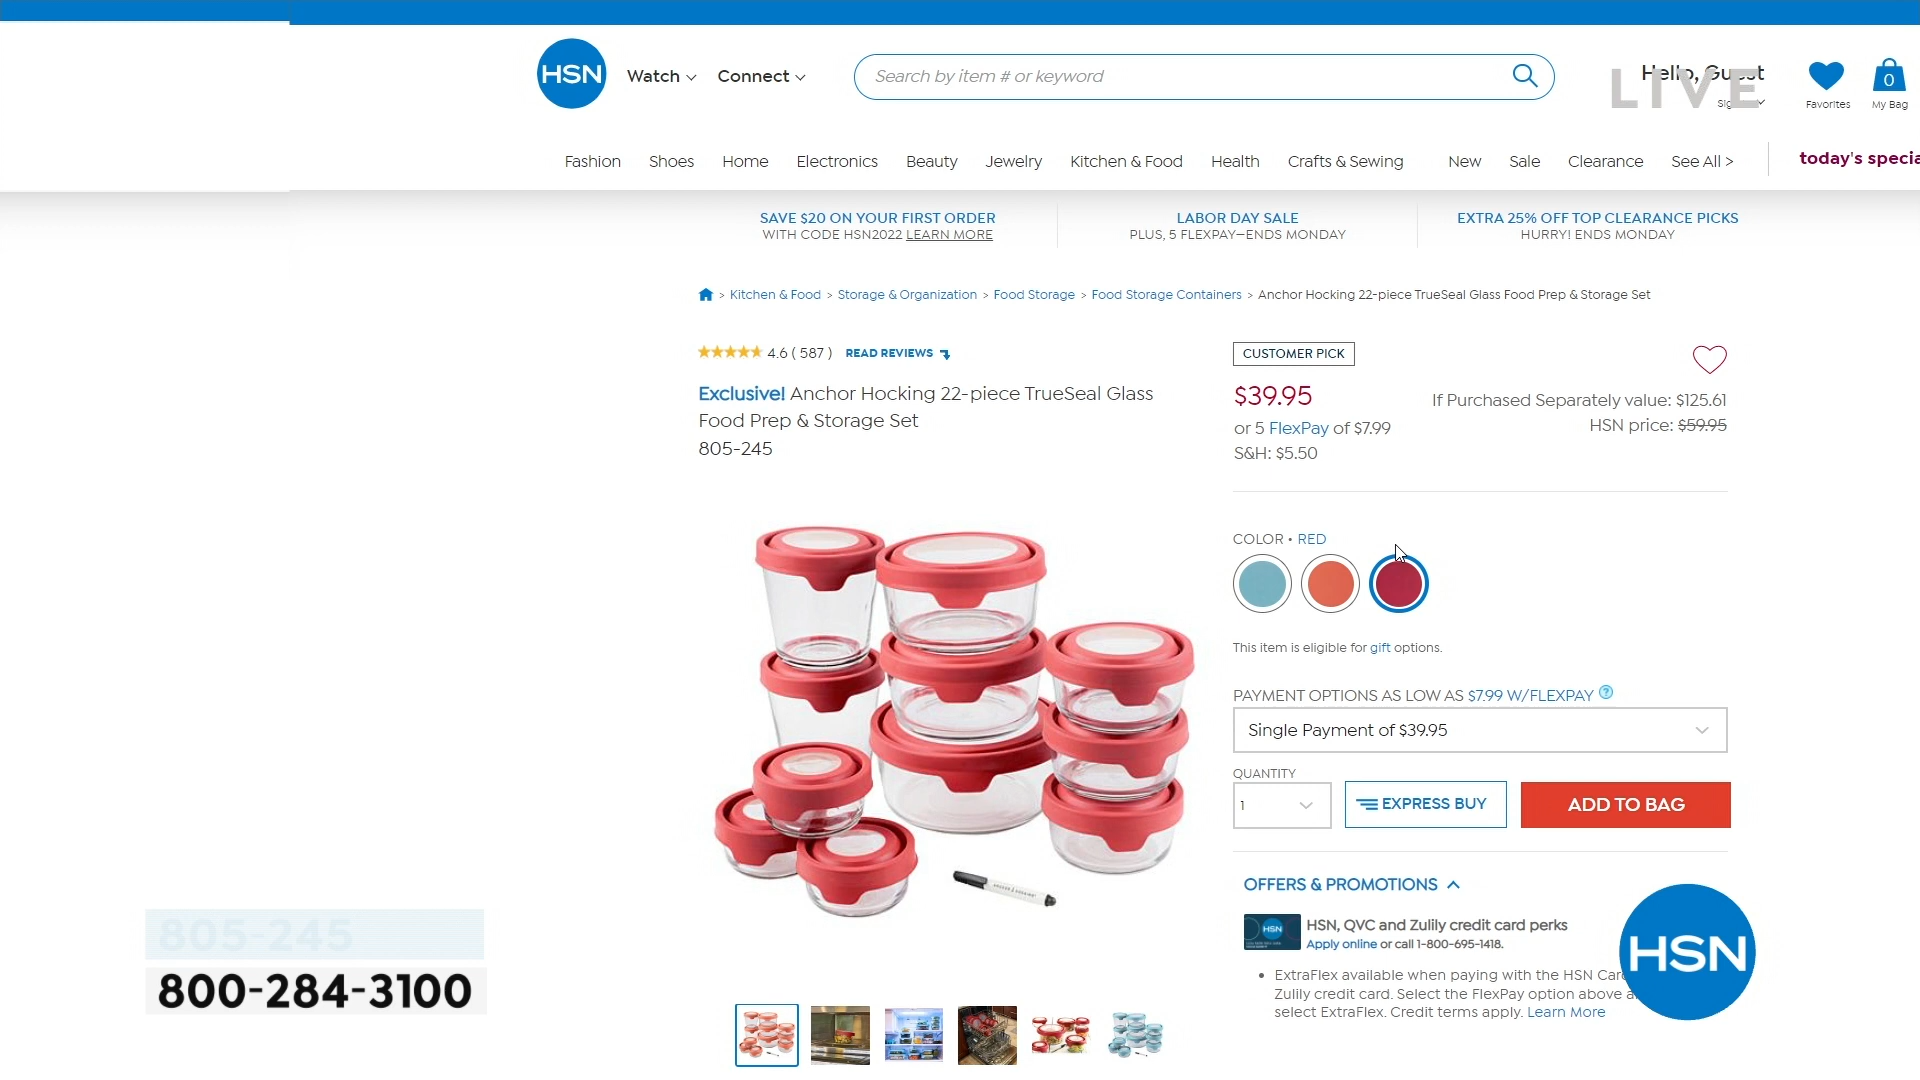 HSN
Watch
Connect
Search by item # or keyword
Hello, Guest
LIVE
0
Favorites
My Bag
Fashion
Shoes
Home
Electronics
Beauty
Jewelry
Kitchen & Food
Health
Crafts & Sewing
New
Sale
Clearance
See All >
today's specia
SAVE $20 ON YOUR FIRST ORDER
WITH CODE HSN2022 LEARN MORE
LABOR DAY SALE
PLUS, 5 FLEXPAY—ENDS MONDAY
EXTRA 25% OFF TOP CLEARANCE PICKS
HURRY! ENDS MONDAY
> Kitchen & Food > Storage & Organization > Food Storage > Food Storage Containers > Anchor Hocking 22-piece TrueSeal Glass Food Prep & Storage Set
4.6 ( 587 ) READ REVIEWS
Exclusive! Anchor Hocking 22-piece TrueSeal Glass
Food Prep & Storage Set
805-245
CUSTOMER PICK
$39.95
or 5 FlexPay of $7.99
S&H: $5.50
If Purchased Separately value: $125.61
HSN price: $59.95
COLOR • RED
This item is eligible for gift options.
PAYMENT OPTIONS AS LOW AS $7.99 W/FLEXPAY ?
Single Payment of $39.95
QUANTITY
1
EXPRESS BUY
ADD TO BAG
OFFERS & PROMOTIONS
HSN
HSN, QVC and Zulily credit card perks
Apply online or call 1-800-695-1418.
• ExtraFlex available when paying with the HSN Car
Zulily credit card. Select the FlexPay option above a
select ExtraFlex. Credit terms apply. Learn More
HSN
805-245
800-284-3100